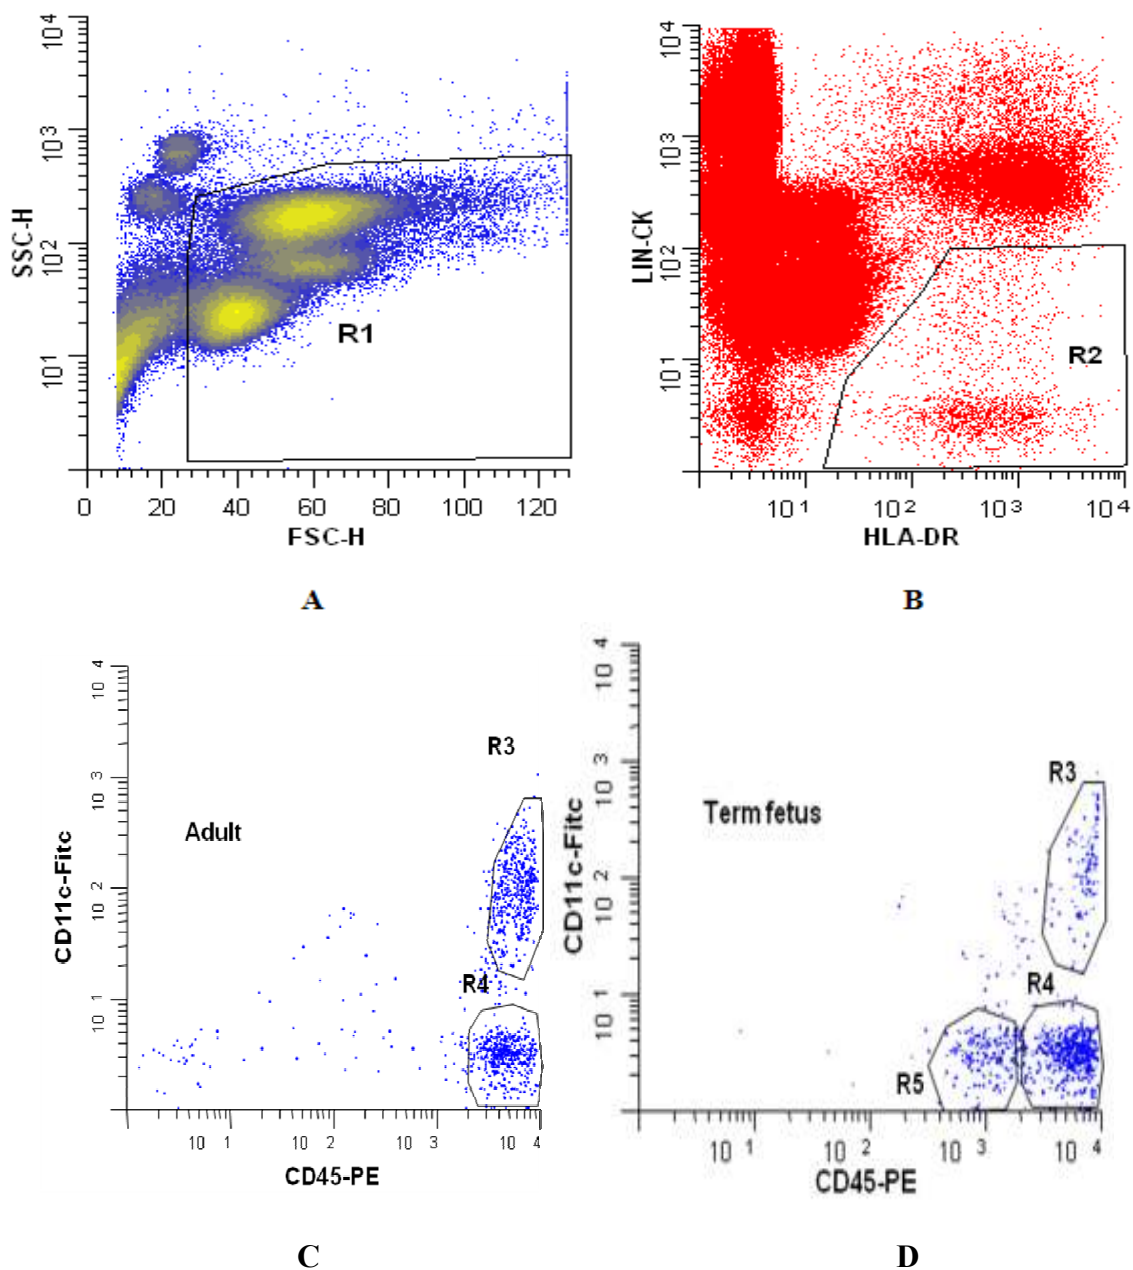 10 4
10 3
10 2
10 1
SSC-H
R1
0 20 40 60 80 100 120
FSC-H
A
10 4
10 3
10 2
10 1
LIN-CK
R2
10 1 10 2 10 3 10 4
HLA-DR
B
10 4
10 3
10 2
10 1
CD11c-Fitc
Adult
R3
R4
10 1 10 2 10 3 10 4
CD45-PE
C
10 4
10 3
10 2
10 1
CD11c-Fitc
Term fetus
R3
R4
R5
10 1 10 2 10 3 10 4
CD45-PE
D